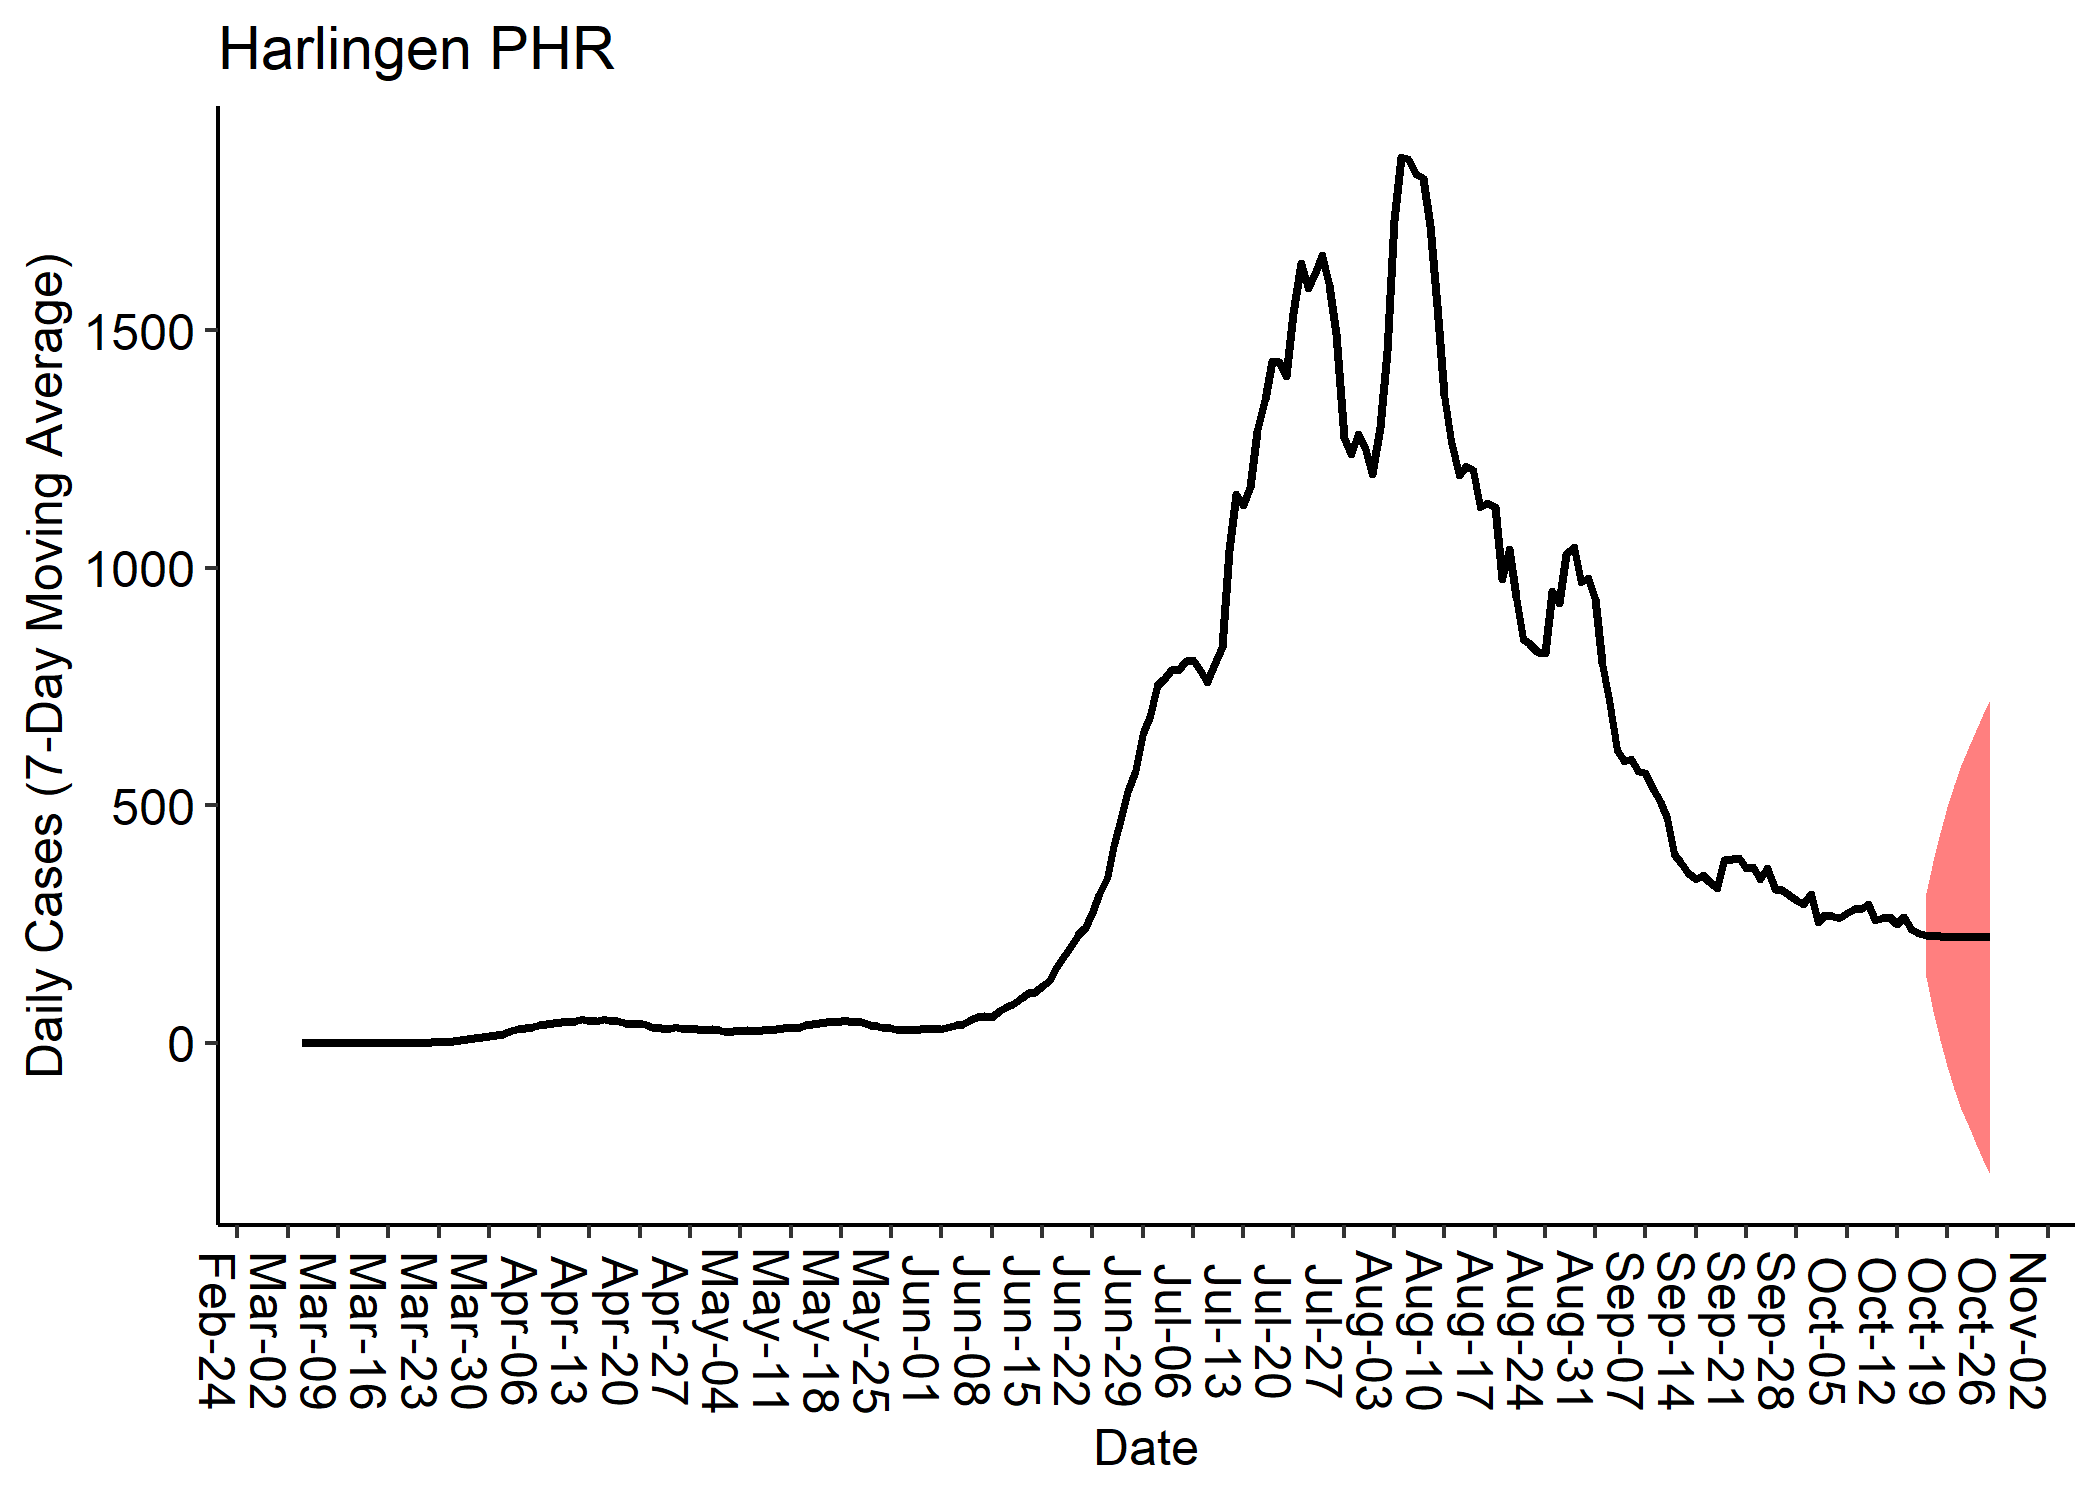 Harlingen PHR
Daily Cases (7-Day Moving Average)
1500
1000
500
0
Feb-24
Mar-02
Mar-09
Mar-16
Mar-23
Mar-30
Apr-06
Apr-13
Apr-20
Apr-27
May-04
May-11
May-18
May-25
Jun-01
Jun-08
Jun-15
Jun-22
Jun-29
Jul-06
Jul-13
Jul-20
Jul-27
Aug-03
Aug-10
Aug-17
Aug-24
Aug-31
Sep-07
Sep-14
Sep-21
Sep-28
Oct-05
Oct-12
Oct-19
Oct-26
Nov-02
Date